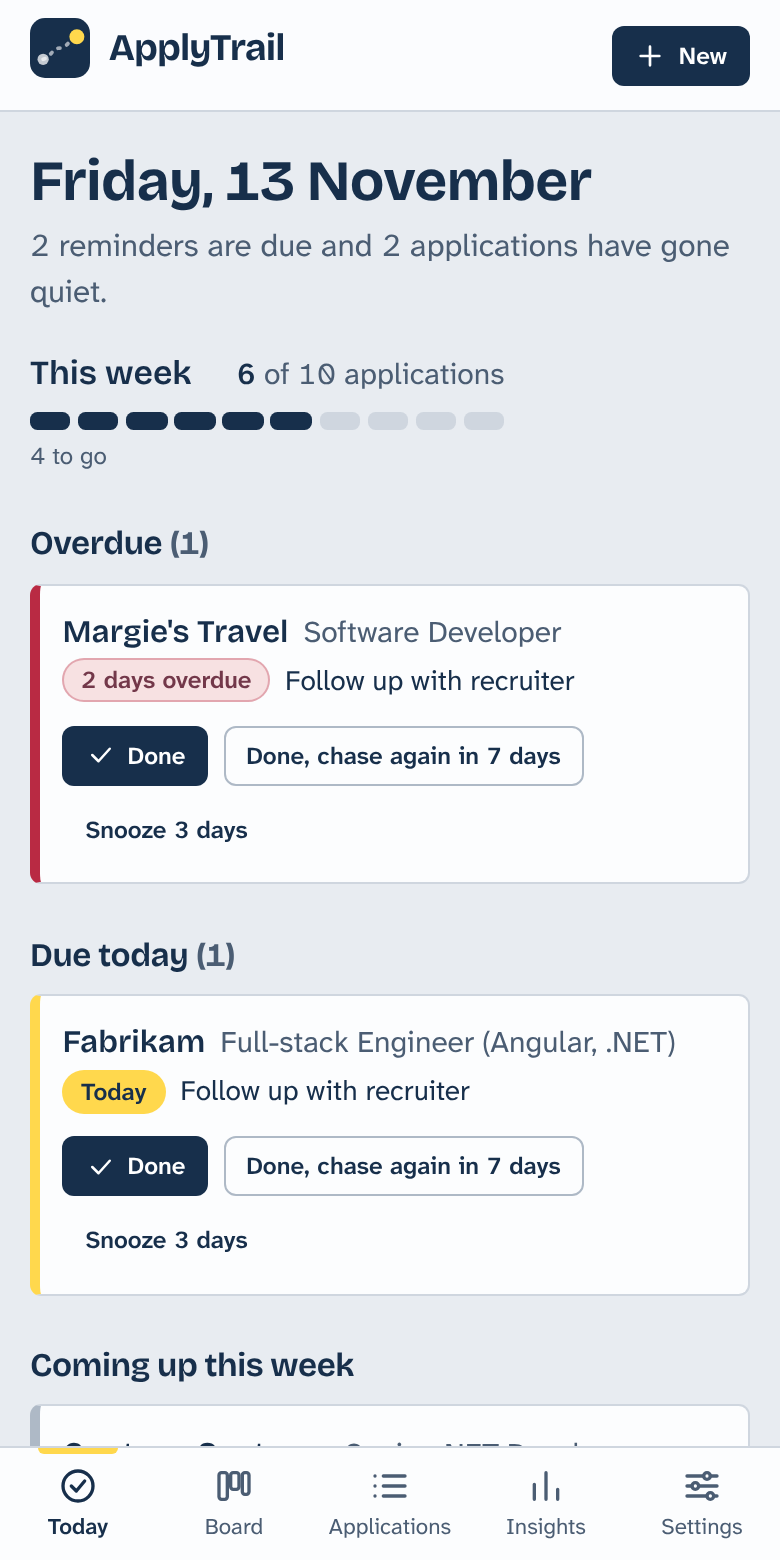 ApplyTrail
New
Friday, 13 November
2 reminders are due and 2 applications have gone
quiet.
This week 6 of 10 applications
4 to go
Overdue (1)
Margie's Travel Software Developer
2 days overdue Follow up with recruiter
Done Done, chase again in 7 days
Snooze 3 days
Due today (1)
Fabrikam Full-stack Engineer (Angular, .NET)
Today Follow up with recruiter
Done Done, chase again in 7 days
Snooze 3 days
Coming up this week
Today Board Applications Insights Settings